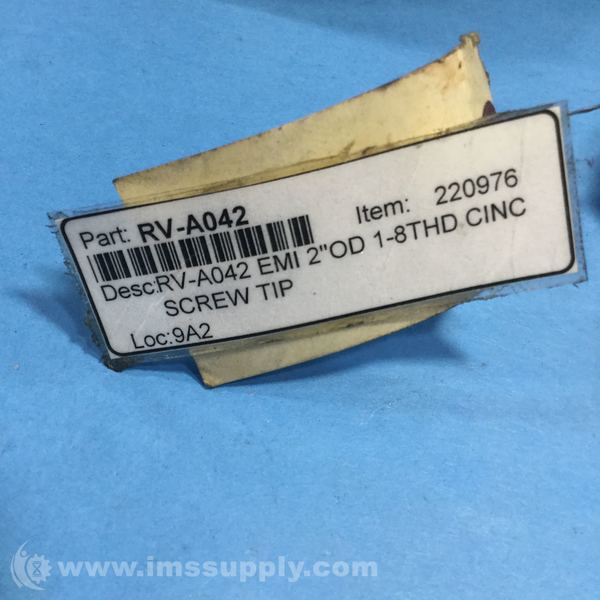 Part: RV-A042 Item: 220976
Desc:RV-A042 EMI 2"OD 1-8THD CINC
SCREW TIP
Loc:9A2
www.imssupply.com